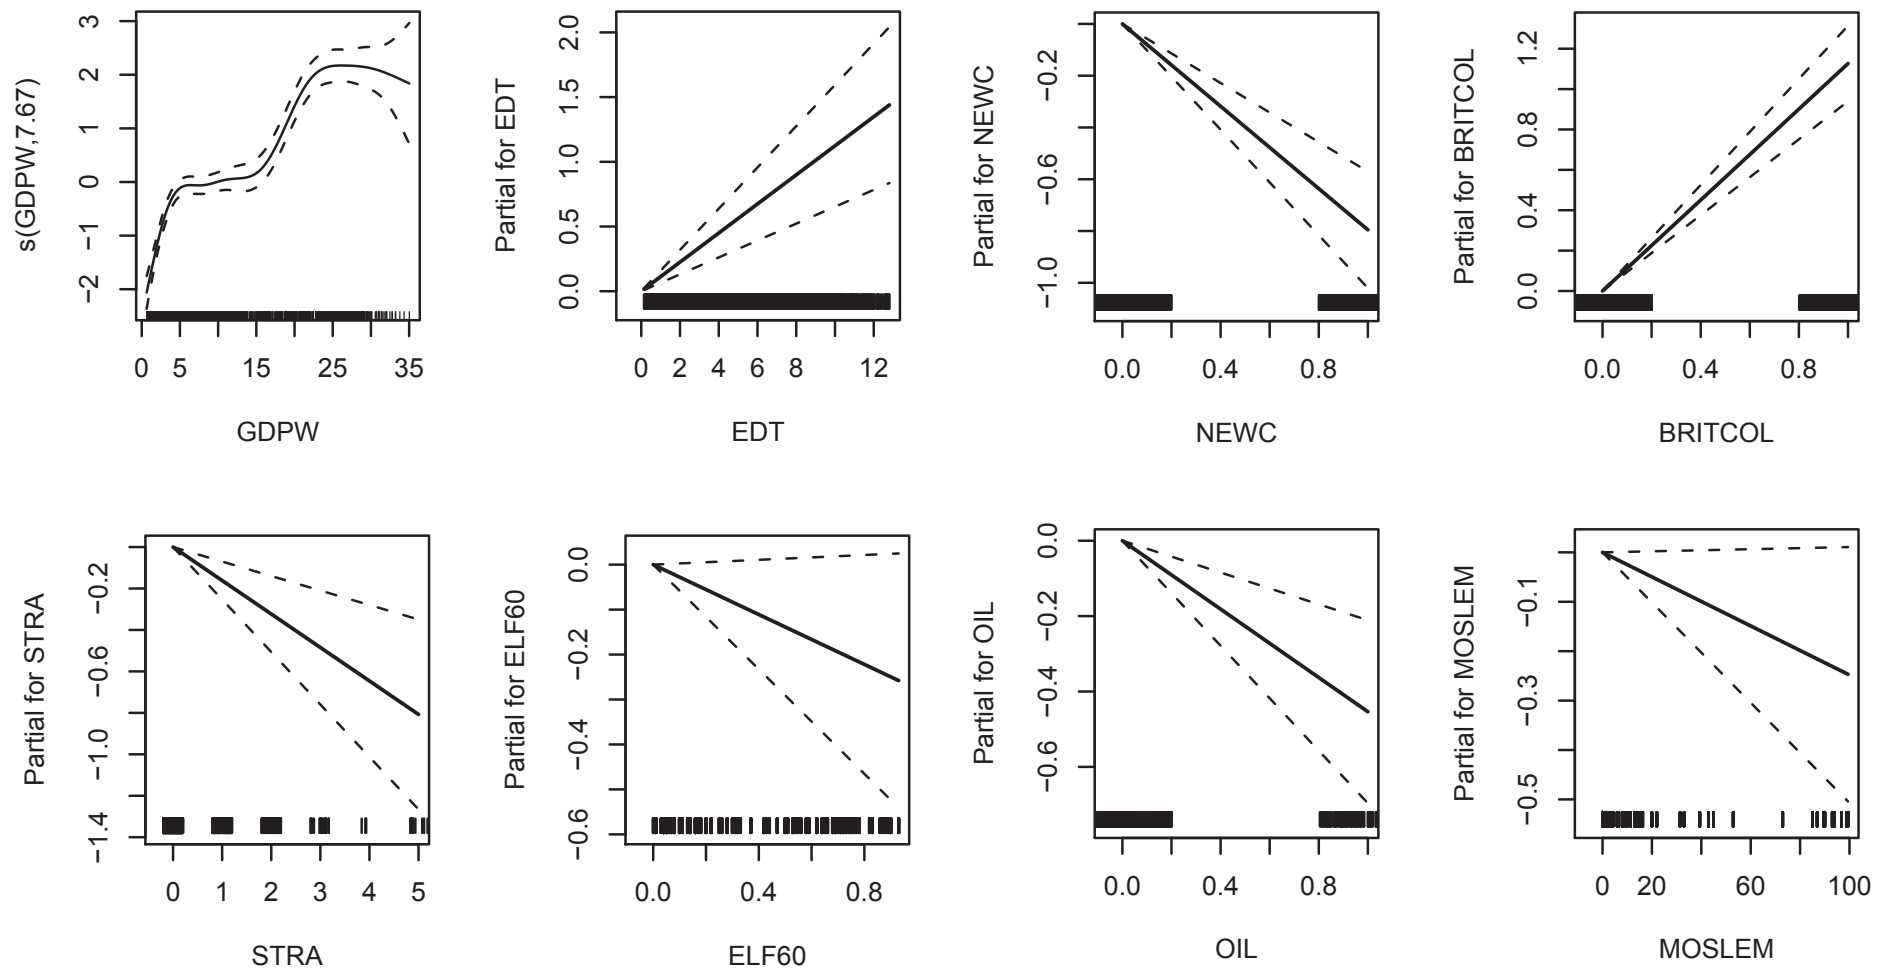 s(GDPW,7.67)
3
2
1
0
−1
−2
0 5 15 25 35
GDPW
Partial for EDT
2.0
1.5
1.0
0.5
0.0
0 2 4 6 8 12
EDT
Partial for NEWC
−0.2
−0.6
−1.0
0.0 0.4 0.8
NEWC
Partial for BRITCOL
1.2
0.8
0.4
0.0
0.0 0.4 0.8
BRITCOL
Partial for STRA
−0.2
−0.6
−1.0
−1.4
0 1 2 3 4 5
STRA
Partial for ELF60
0.0
−0.2
−0.4
−0.6
0.0 0.4 0.8
ELF60
Partial for OIL
0.0
−0.2
−0.4
−0.6
0.0 0.4 0.8
OIL
Partial for MOSLEM
−0.1
−0.3
−0.5
0 20 60 100
MOSLEM